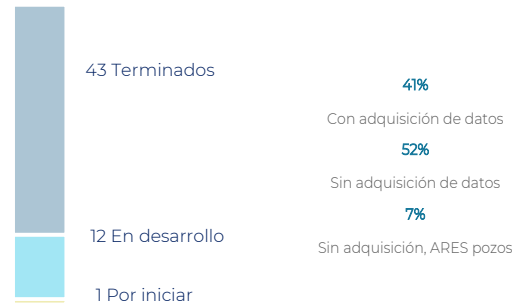 43 Terminados
12 En desarrollo
1 Por iniciar
41%
Con adquisición de datos
52%
Sin adquisición de datos
7%
Sin adquisición, ARES pozos